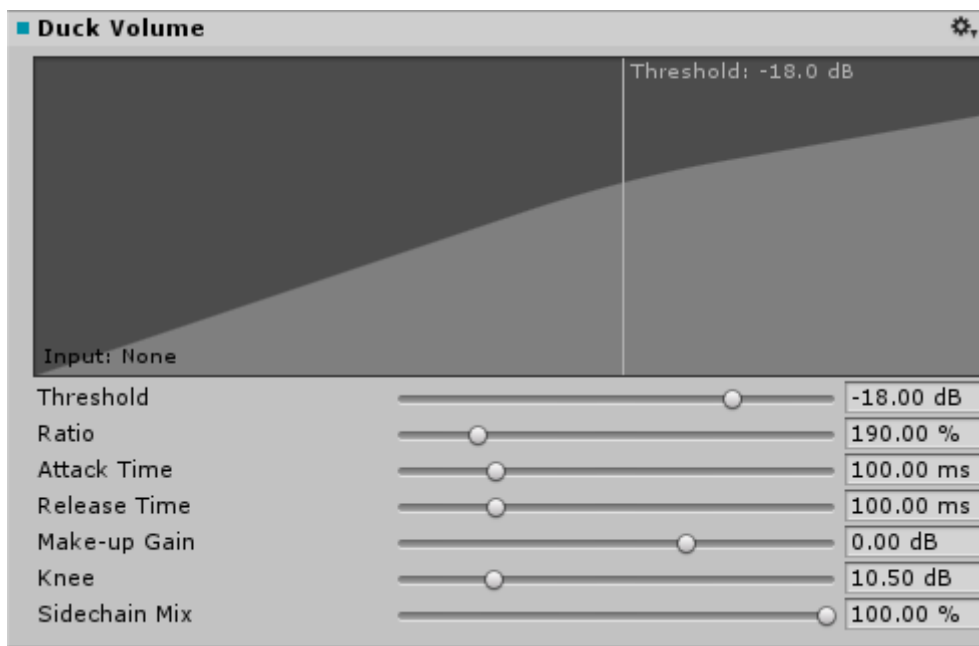 Duck Volume
Threshold: -18.0 dB
Input: None
Threshold -18.00 dB
Ratio 190.00 %
Attack Time 100.00 ms
Release Time 100.00 ms
Make-up Gain 0.00 dB
Knee 10.50 dB
Sidechain Mix 100.00 %